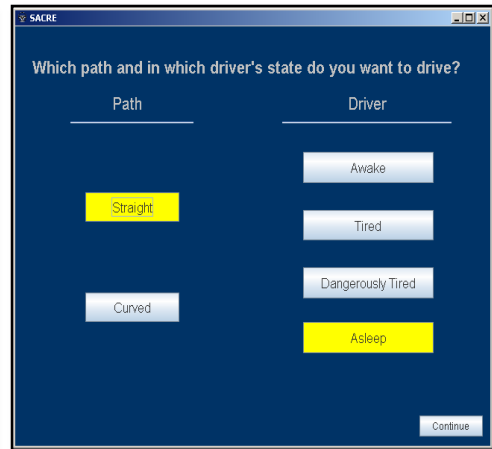 SACRE
Which path and in which driver's state do you want to drive?
Path
Driver
Awake
Straight
Tired
Dangerously Tired
Curved
Asleep
Continue